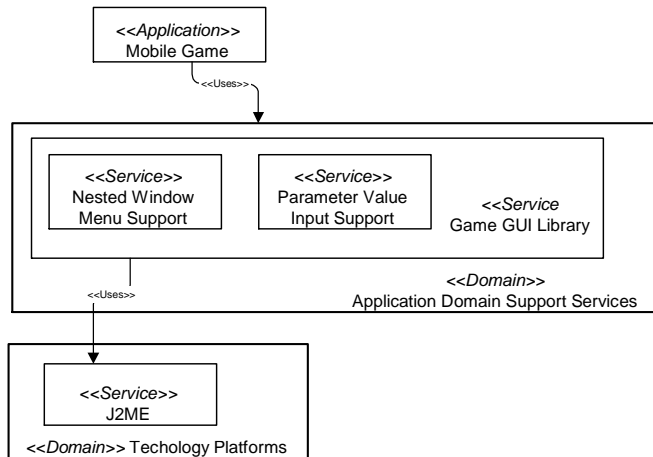 <<Application>>
Mobile Game
<<Uses>>
<<Service>>
Nested Window
Menu Support
<<Service>>
Parameter Value
Input Support
<<Service
Game GUI Library
<<Domain>>
Application Domain Support Services
<<Uses>>
<<Service>>
J2ME
<<Domain>> Techology Platforms